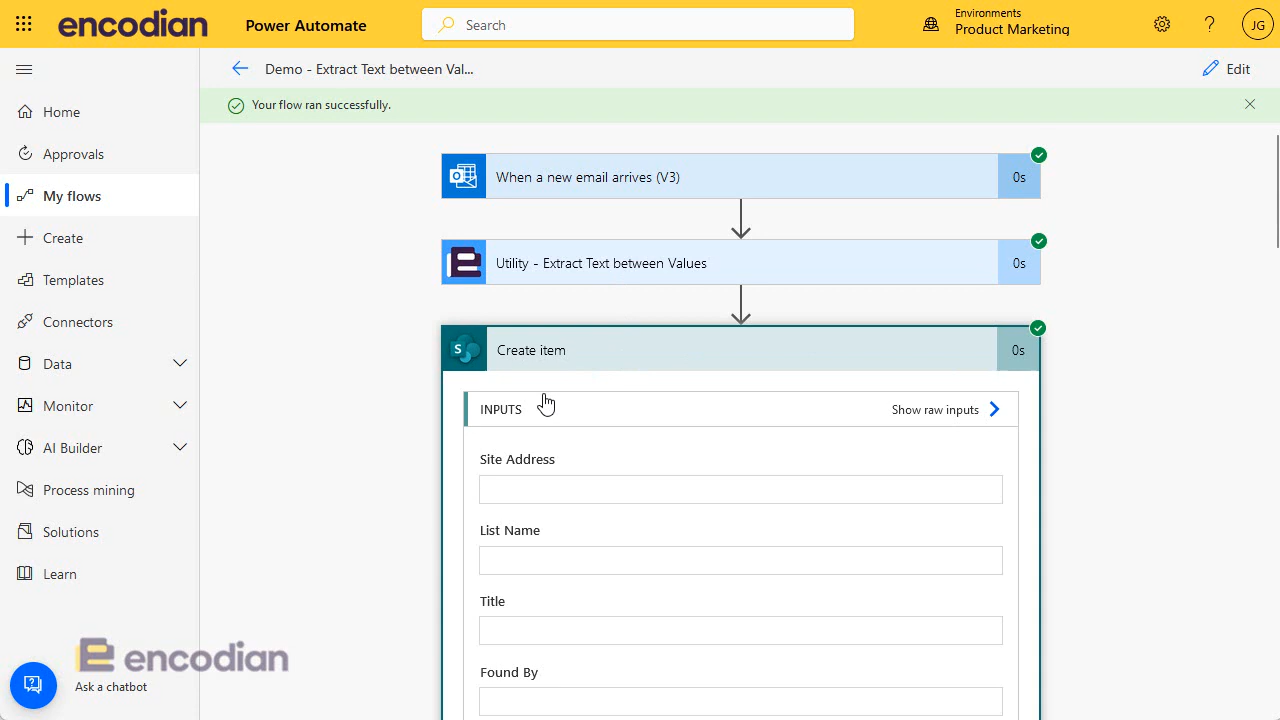 encodian
Power Automate
Search
Environments
Product Marketing
JG
Demo - Extract Text between Val...
Edit
Your flow ran successfully.
Home
Approvals
My flows
Create
Templates
Connectors
Data
Monitor
AI Builder
Process mining
Solutions
Learn
encodian
Ask a chatbot
When a new email arrives (V3)
0s
Utility - Extract Text between Values
0s
S
Create item
0s
INPUTS
Show raw inputs
Site Address
List Name
Title
Found By